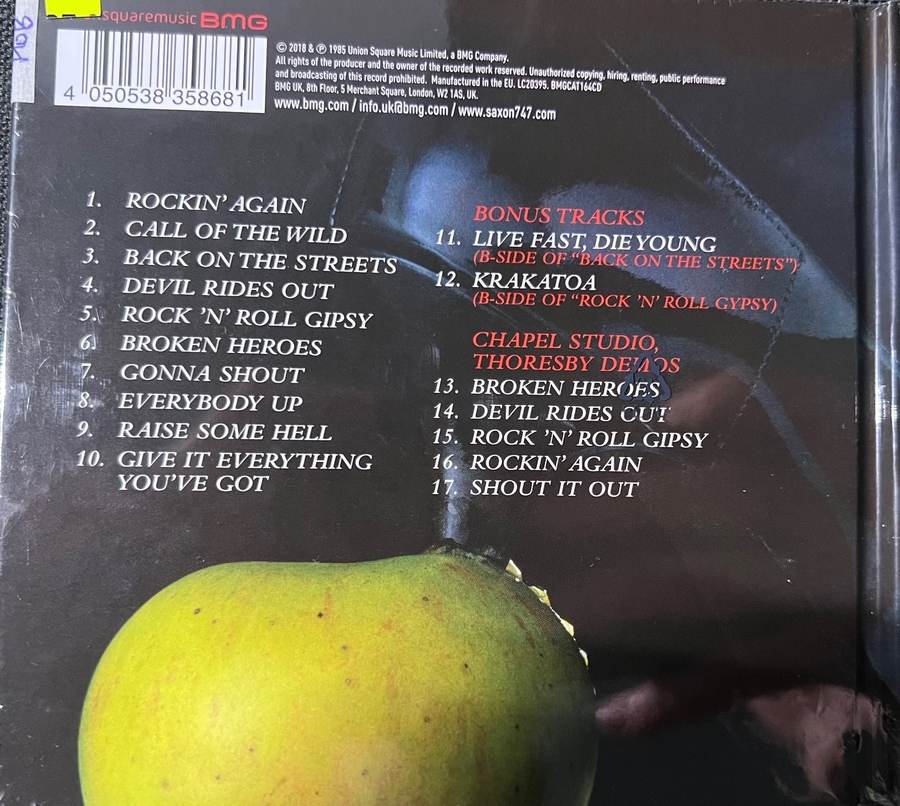 squaremusic BMG
4 050538 358681
© 2018 & ℗ 1985 Union Square Music Limited, a BMG Company.
All rights of the producer and the owner of the recorded work reserved. Unauthorized copying, hiring, renting, public performance
and broadcasting of this record prohibited. Manufactured in the EU. LC20395. BMGCAT164CD
BMG UK, 8th Floor, 5 Merchant Square, London, W2 1AS, UK.
www.bmg.com / info.uk@bmg.com / www.saxon747.com
1. ROCKIN' AGAIN
2. CALL OF THE WILD
3. BACK ON THE STREETS
4. DEVIL RIDES OUT
5. ROCK 'N' ROLL GIPSY
6. BROKEN HEROES
7. GONNA SHOUT
8. EVERYBODY UP
9. RAISE SOME HELL
10. GIVE IT EVERYTHING
YOU'VE GOT
BONUS TRACKS
11. LIVE FAST, DIE YOUNG
(B-SIDE OF "BACK ON THE STREETS")
12. KRAKATOA
(B-SIDE OF "ROCK 'N' ROLL GYPSY)
CHAPEL STUDIO,
THORESBY DEMOS
13. BROKEN HEROES
14. DEVIL RIDES OUT
15. ROCK 'N' ROLL GIPSY
16. ROCKIN' AGAIN
17. SHOUT IT OUT